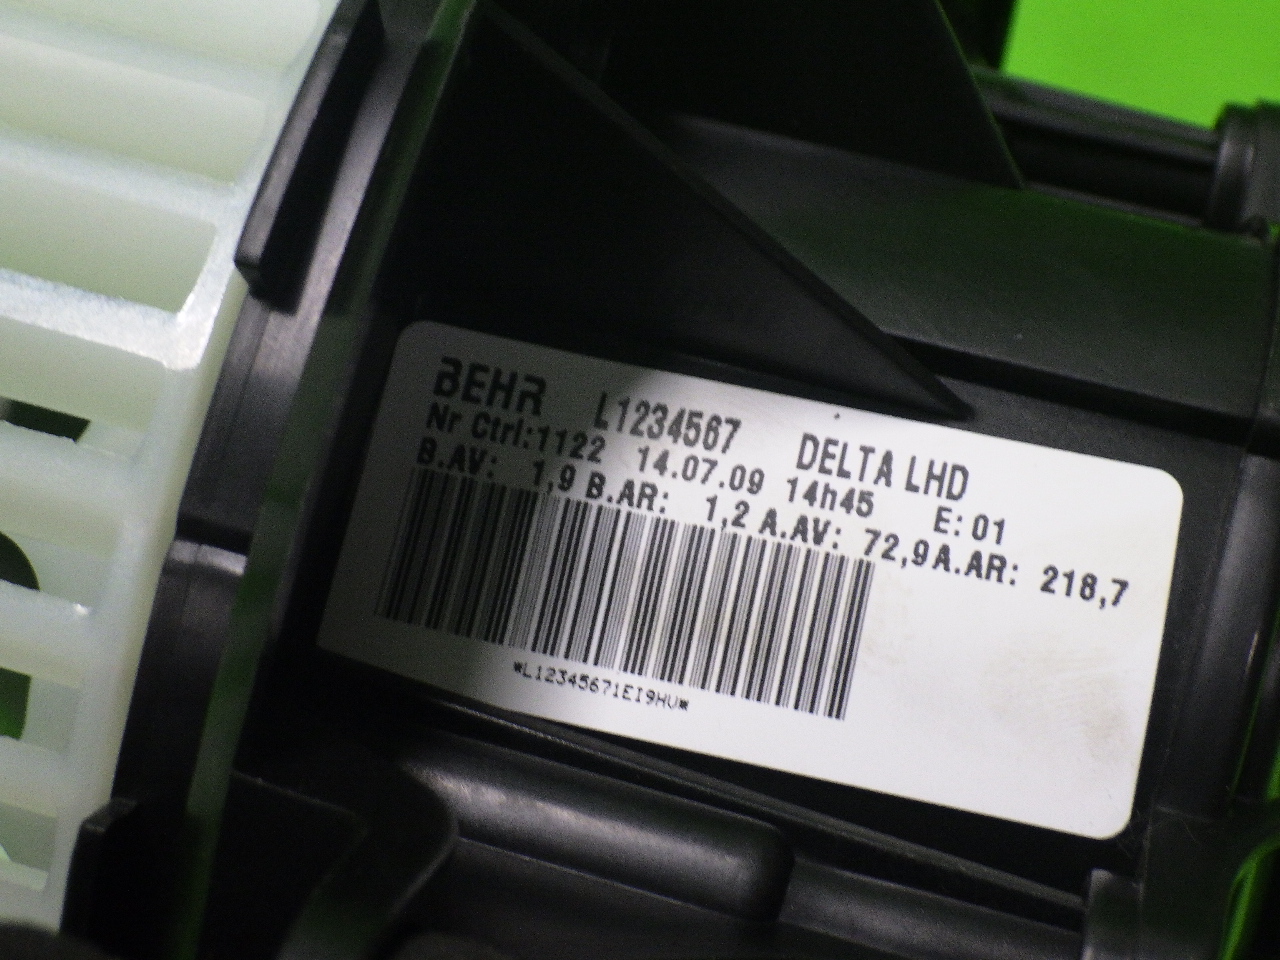 BEHR L1234567 DELTA LHD
Nr Ctrl:1122 14.07.09 14h45 E: 01
B.AV: 1,9 B.AR: 1,2 A.AV: 72,9 A.AR: 218,7
*L12345671EI9HU*